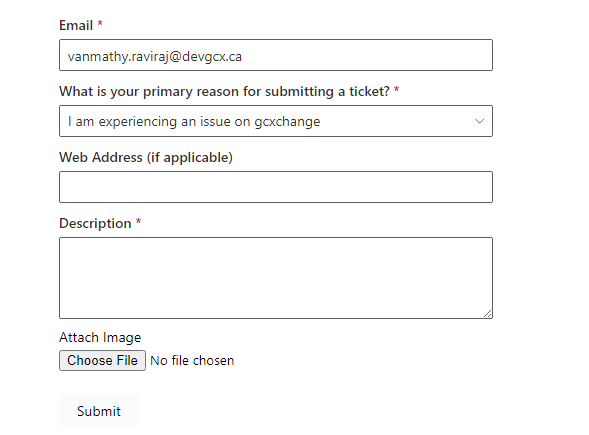 Email *
vanmathy.raviraj@devgcx.ca
What is your primary reason for submitting a ticket? *
I am experiencing an issue on gcxchange
Web Address (if applicable)
Description *
Attach Image
Choose File No file chosen
Submit